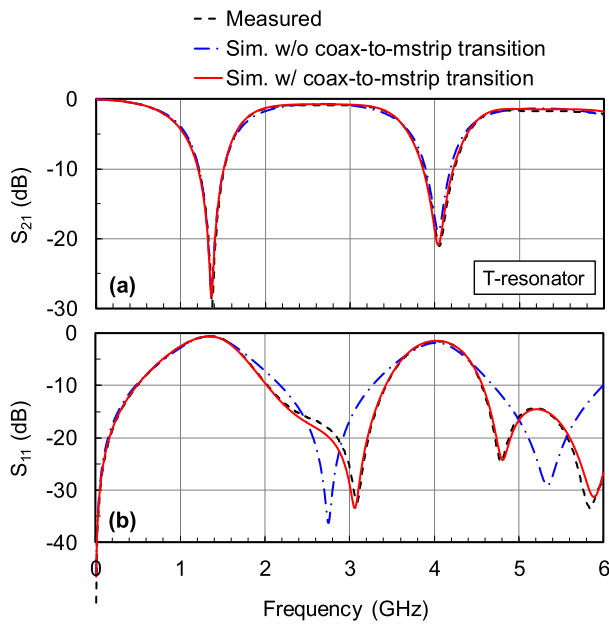 Measured
Sim. w/o coax-to-mstrip transition
Sim. w/ coax-to-mstrip transition
0
-10
-20
-30
S21 (dB)
(a)
T-resonator
0
-10
-20
-30
-40
S11 (dB)
(b)
0 1 2 3 4 5 6
Frequency (GHz)